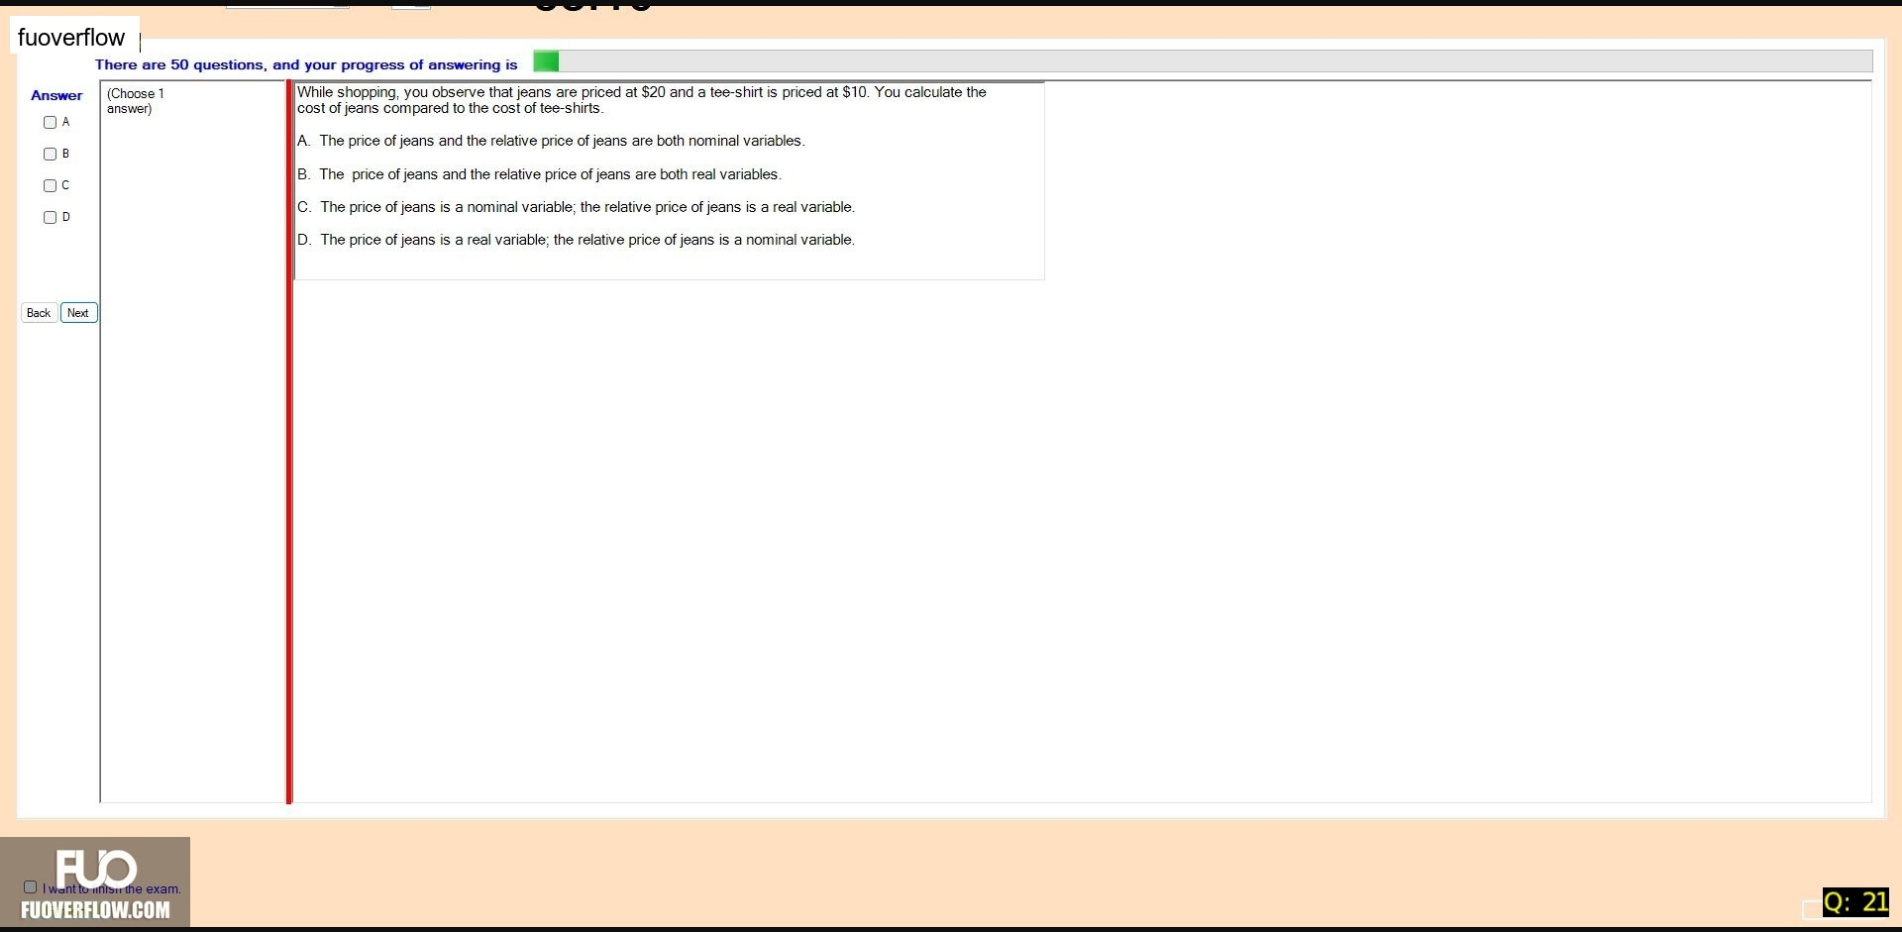 fuoverflow
There are 50 questions, and your progress of answering is
Answer
(Choose 1
answer)
A
B
C
D
Back Next
While shopping, you observe that jeans are priced at $20 and a tee-shirt is priced at $10. You calculate the
cost of jeans compared to the cost of tee-shirts.
A. The price of jeans and the relative price of jeans are both nominal variables.
B. The price of jeans and the relative price of jeans are both real variables.
C. The price of jeans is a nominal variable; the relative price of jeans is a real variable.
D. The price of jeans is a real variable; the relative price of jeans is a nominal variable.
FUO
I want to finish the exam.
FUOVERFLOW.COM
Q: 21